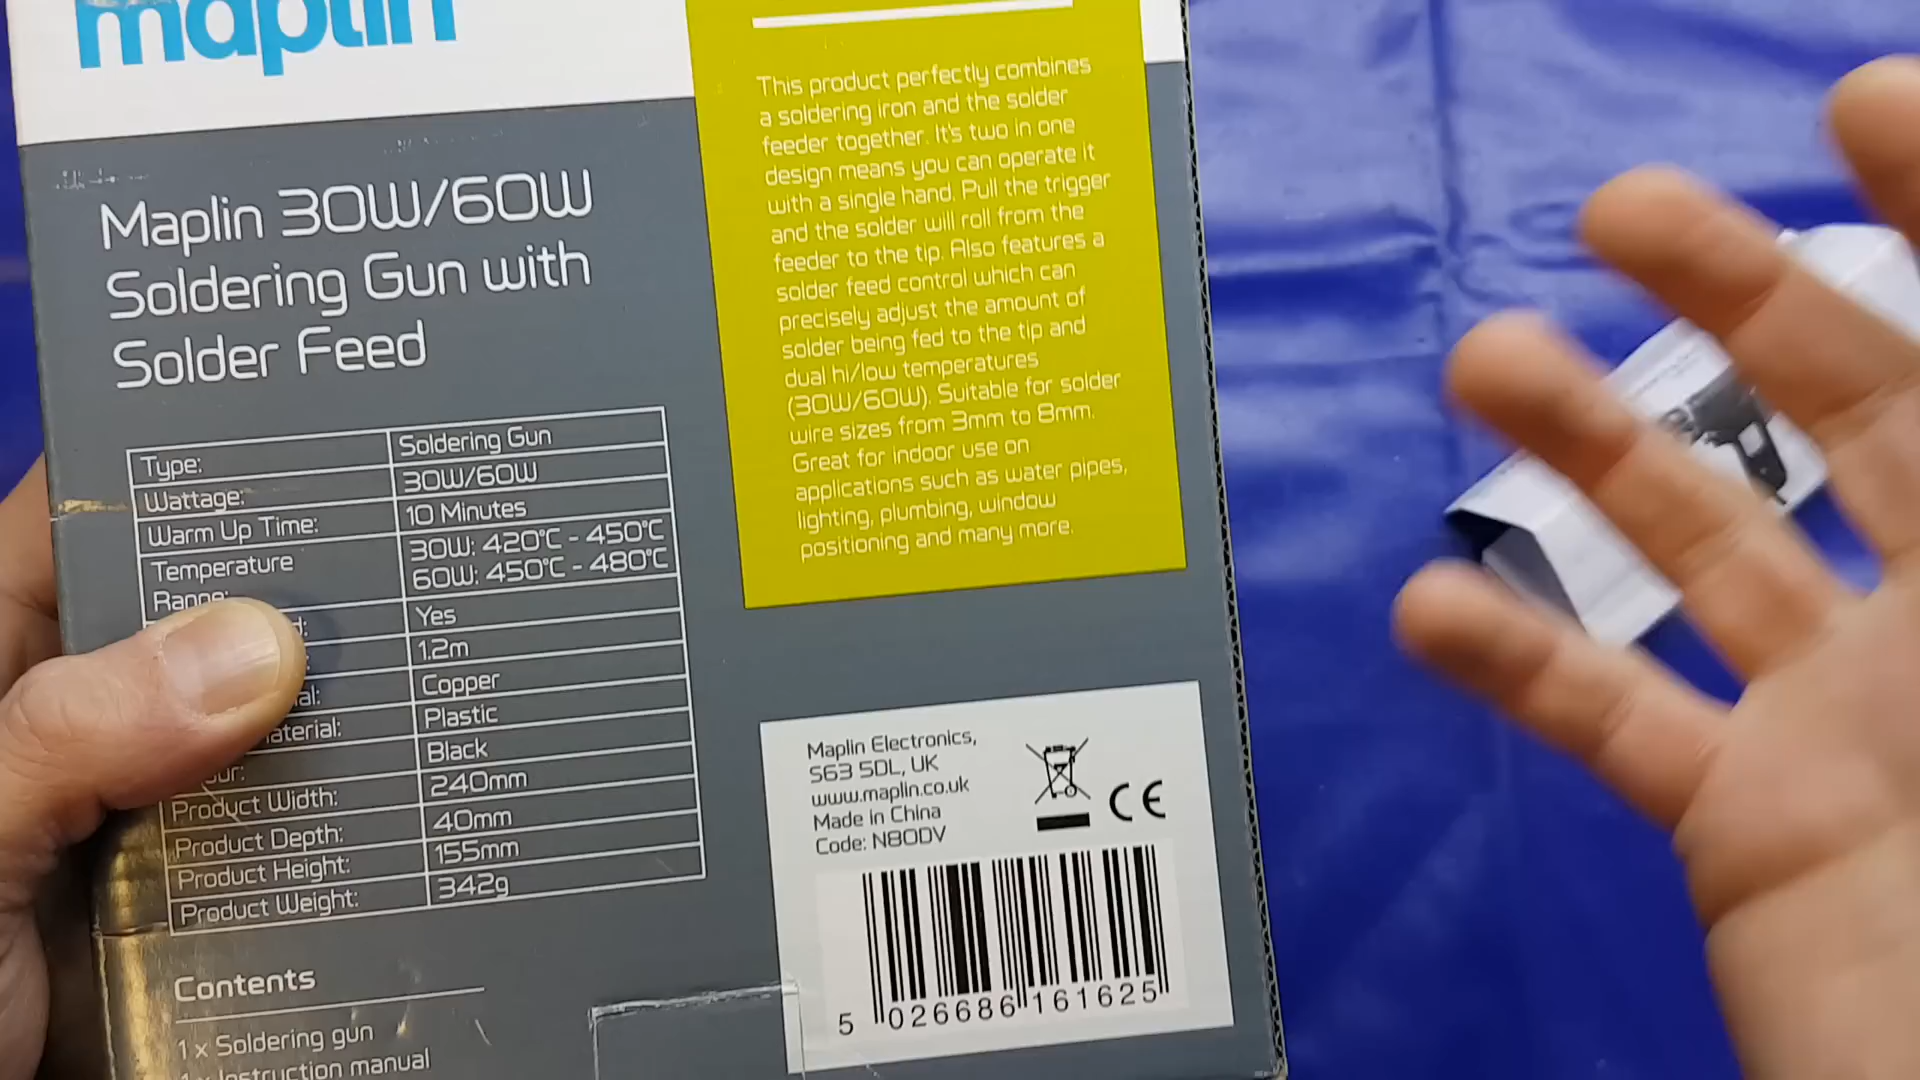 maplin
Maplin 30W/60W
Soldering Gun with
Solder Feed
Type: Soldering Gun
Wattage: 30W/60W
Warm Up Time: 10 Minutes
Temperature 30W: 420°C - 450°C
Range: 60W: 450°C - 480°C
Yes
1.2m
Copper
Plastic
Black
Product Width: 240mm
Product Depth: 40mm
Product Height: 155mm
Product Weight: 342g
Contents
1 x Soldering gun
1 x Instruction manual
This product perfectly combines
a soldering iron and the solder
feeder together. It's two in one
design means you can operate it
with a single hand. Pull the trigger
and the solder will roll from the
feeder to the tip. Also features a
solder feed control which can
precisely adjust the amount of
solder being fed to the tip and
dual hi/low temperatures
(30W/60W). Suitable for solder
wire sizes from 3mm to 8mm.
Great for indoor use on
applications such as water pipes,
lighting, plumbing, window
positioning and many more.
Maplin Electronics,
S63 5DL, UK
www.maplin.co.uk
Made in China
Code: N80DV
CE
5 026686 161625